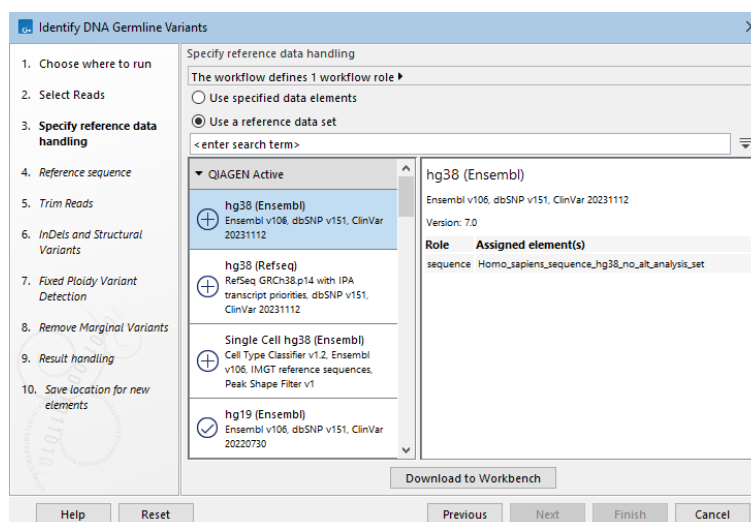 Identify DNA Germline Variants
1. Choose where to run
2. Select Reads
3. Specify reference data
handling
4. Reference sequence
5. Trim Reads
6. InDels and Structural
Variants
7. Fixed Ploidy Variant
Detection
8. Remove Marginal Variants
9. Result handling
10. Save location for new
elements
Specify reference data handling
The workflow defines 1 workflow role
Use specified data elements
Use a reference data set
<enter search term>
QIAGEN Active
hg38 (Ensembl)
Ensembl v106, dbSNP v151, ClinVar
20231112
hg38 (Refseq)
RefSeq GRCh38.p14 with IPA
transcript priorities, dbSNP v151,
ClinVar 20231112
Single Cell hg38 (Ensembl)
Cell Type Classifier v1.2, Ensembl
v106, IMGT reference sequences,
Peak Shape Filter v1
hg19 (Ensembl)
Ensembl v106, dbSNP v151, ClinVar
20220730
hg38 (Ensembl)
Ensembl v106, dbSNP v151, ClinVar 20231112
Version: 7.0
Role Assigned element(s)
sequence Homo_sapiens_sequence_hg38_no_alt_analysis_set
Download to Workbench
Help Reset Previous Next Finish Cancel